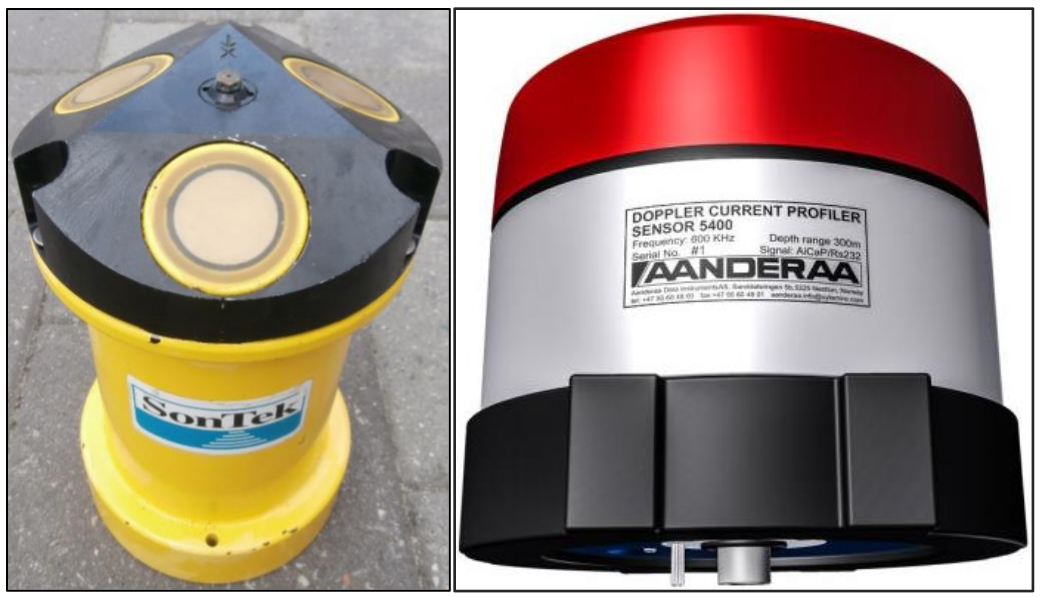 SonTek
DOPPLER CURRENT PROFILER
SENSOR 5400
Frequency: 600 KHz Depth range 300m
Serial No. #1 Signal: AiCaP/Rs232
AANDERAA
Aanderaa Data Instruments AS, Sanddalsringen 5b, 5225 Nesttun, Norway
tel: +47 55 60 48 00 fax +47 55 60 48 01 aanderaa.info@xyleminc.com